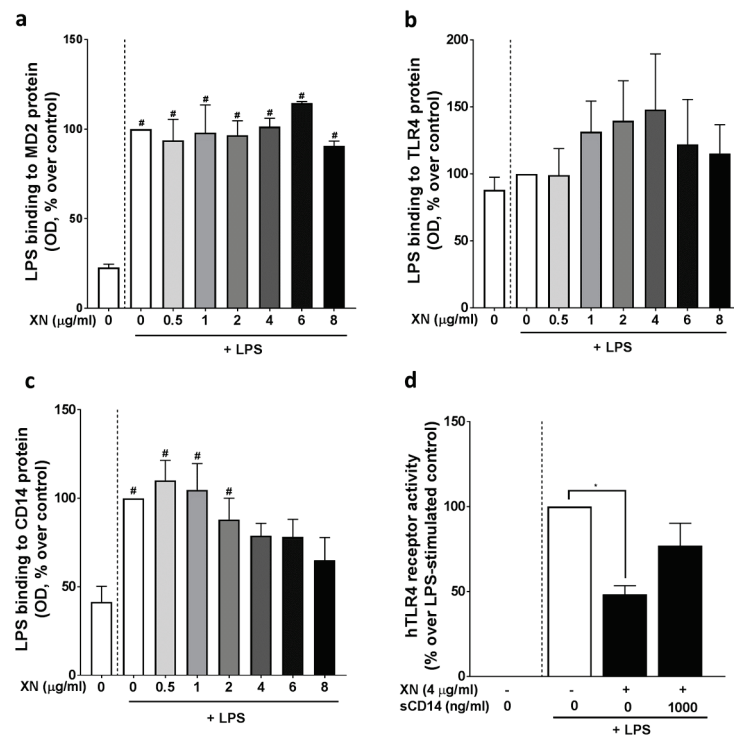 a
LPS binding to MD2 protein
(OD, % over control)
150
100
50
0
# # # # # # #
XN (μg/ml) 0 0 0.5 1 2 4 6 8
+ LPS
b
LPS binding to TLR4 protein
(OD, % over control)
200
150
100
50
0
XN (μg/ml) 0 0 0.5 1 2 4 6 8
+ LPS
c
LPS binding to CD14 protein
(OD, % over control)
150
100
50
0
# # # #
XN (μg/ml) 0 0 0.5 1 2 4 6 8
+ LPS
d
hTLR4 receptor activity
(% over LPS-stimulated control)
150
100
50
0
*
XN (4 μg/ml) - - + +
sCD14 (ng/ml) 0 0 0 1000
+ LPS